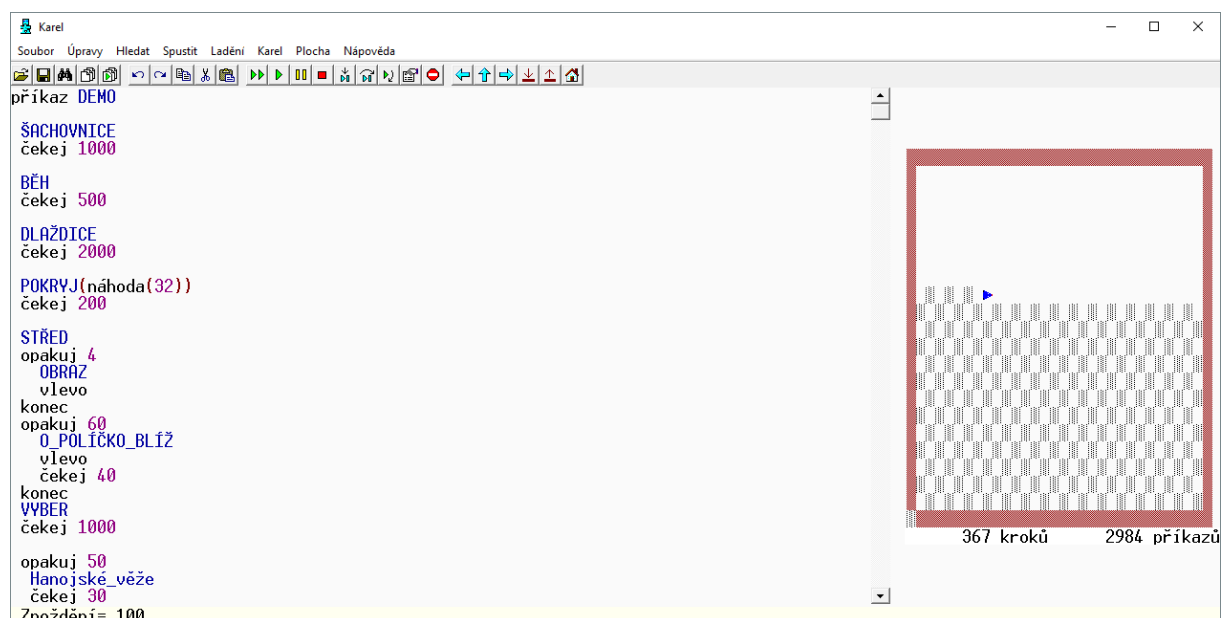 Karel
Soubor Úpravy Hledat Spustit Ladění Karel Plocha Nápověda
příkaz DEMO
ŠACHOVNICE
čekej 1000
BĚH
čekej 500
DLAŽDICE
čekej 2000
POKRYJ(náhoda(32))
čekej 200
STŘED
opakuj 4
OBRAZ
vlevo
konec
opakuj 60
O_POLÍČKO_BLÍŽ
vlevo
čekej 40
konec
VYBER
čekej 1000
opakuj 50
Hanojské_věže
čekej 30
Zpoždění= 100
367 kroků 2984 příkazů